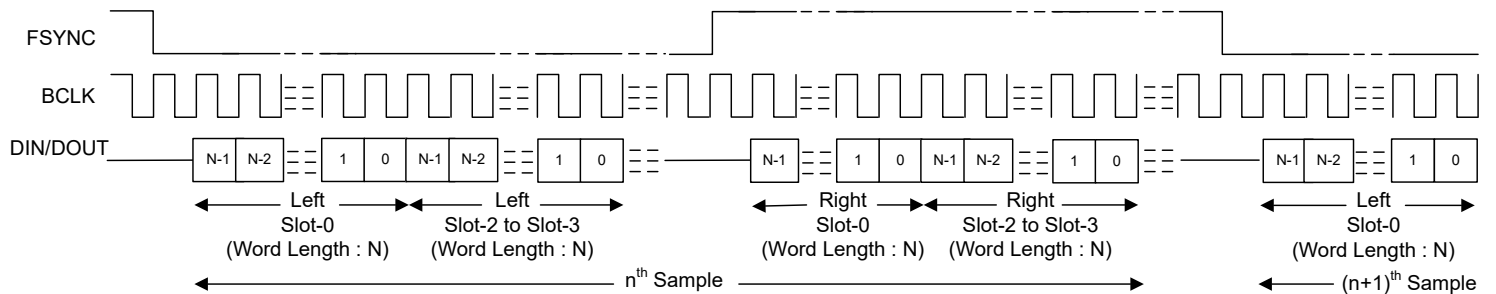 FSYNC
BCLK
DIN/DOUT
N-1 N-2 1 0 N-1 N-2 1 0 N-1 1 0 N-1 N-2 1 0 N-1 N-2 1 0
Left Left Right Right Left
Slot-0 Slot-2 to Slot-3 Slot-0 Slot-2 to Slot-3 Slot-0
(Word Length : N) (Word Length : N) (Word Length : N) (Word Length : N) (Word Length : N)
nth Sample (n+1)th Sample